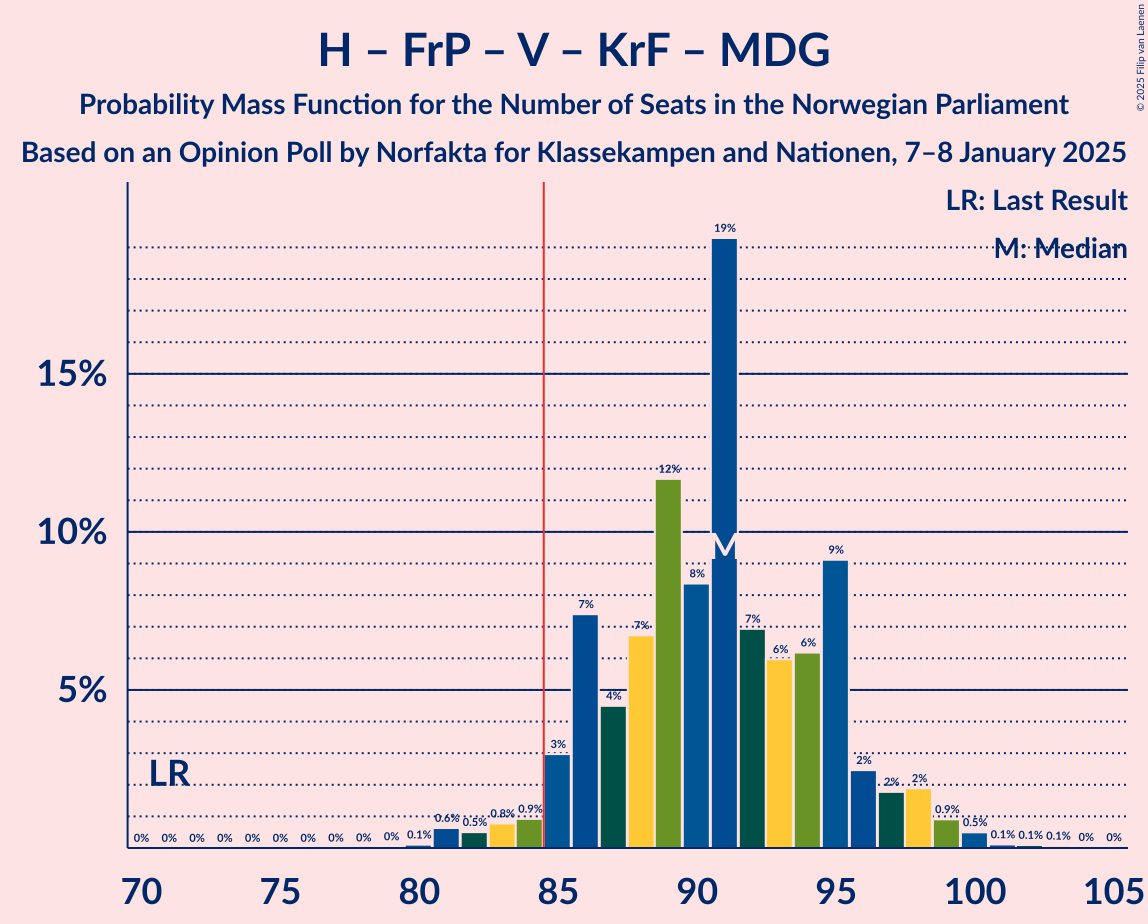 H – FrP – V – KrF – MDG
Probability Mass Function for the Number of Seats in the Norwegian Parliament
Based on an Opinion Poll by Norfakta for Klassekampen and Nationen, 7–8 January 2025
© 2025 Filip van Laenen
LR: Last Result
M: Median
15%
10%
5%
LR
M
0% 0% 0% 0% 0% 0% 0% 0% 0% 0% 0.1% 0.6% 0.5% 0.8% 0.9% 3% 7% 4% 7% 12% 8% 19% 7% 6% 6% 9% 2% 2% 2% 0.9% 0.5% 0.1% 0.1% 0.1% 0% 0%
70 75 80 85 90 95 100 105